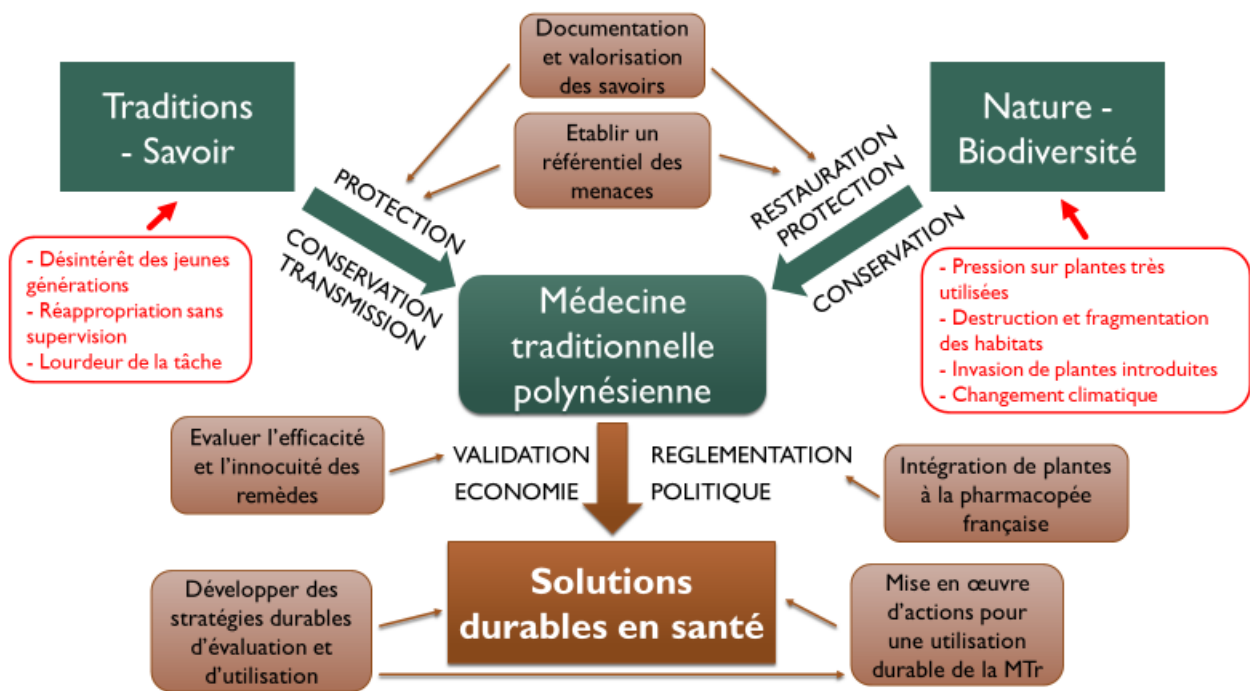 Documentation
et valorisation
des savoirs
Traditions
- Savoir
Nature -
Biodiversité
Etablir un
référentiel des
menaces
PROTECTION
CONSERVATION
TRANSMISSION
RESTAURATION
PROTECTION
CONSERVATION
- Désintérêt des jeunes
générations
- Réappropriation sans
supervision
- Lourdeur de la tâche
- Pression sur plantes très
utilisées
- Destruction et fragmentation
des habitats
- Invasion de plantes introduites
- Changement climatique
Médecine
traditionnelle
polynésienne
Evaluer l'efficacité
et l'innocuité des
remèdes
VALIDATION
ECONOMIE
REGLEMENTATION
POLITIQUE
Intégration de plantes
à la pharmacopée
française
Solutions
durables en santé
Développer des
stratégies durables
d'évaluation et
d'utilisation
Mise en œuvre
d'actions pour
une utilisation
durable de la MTr